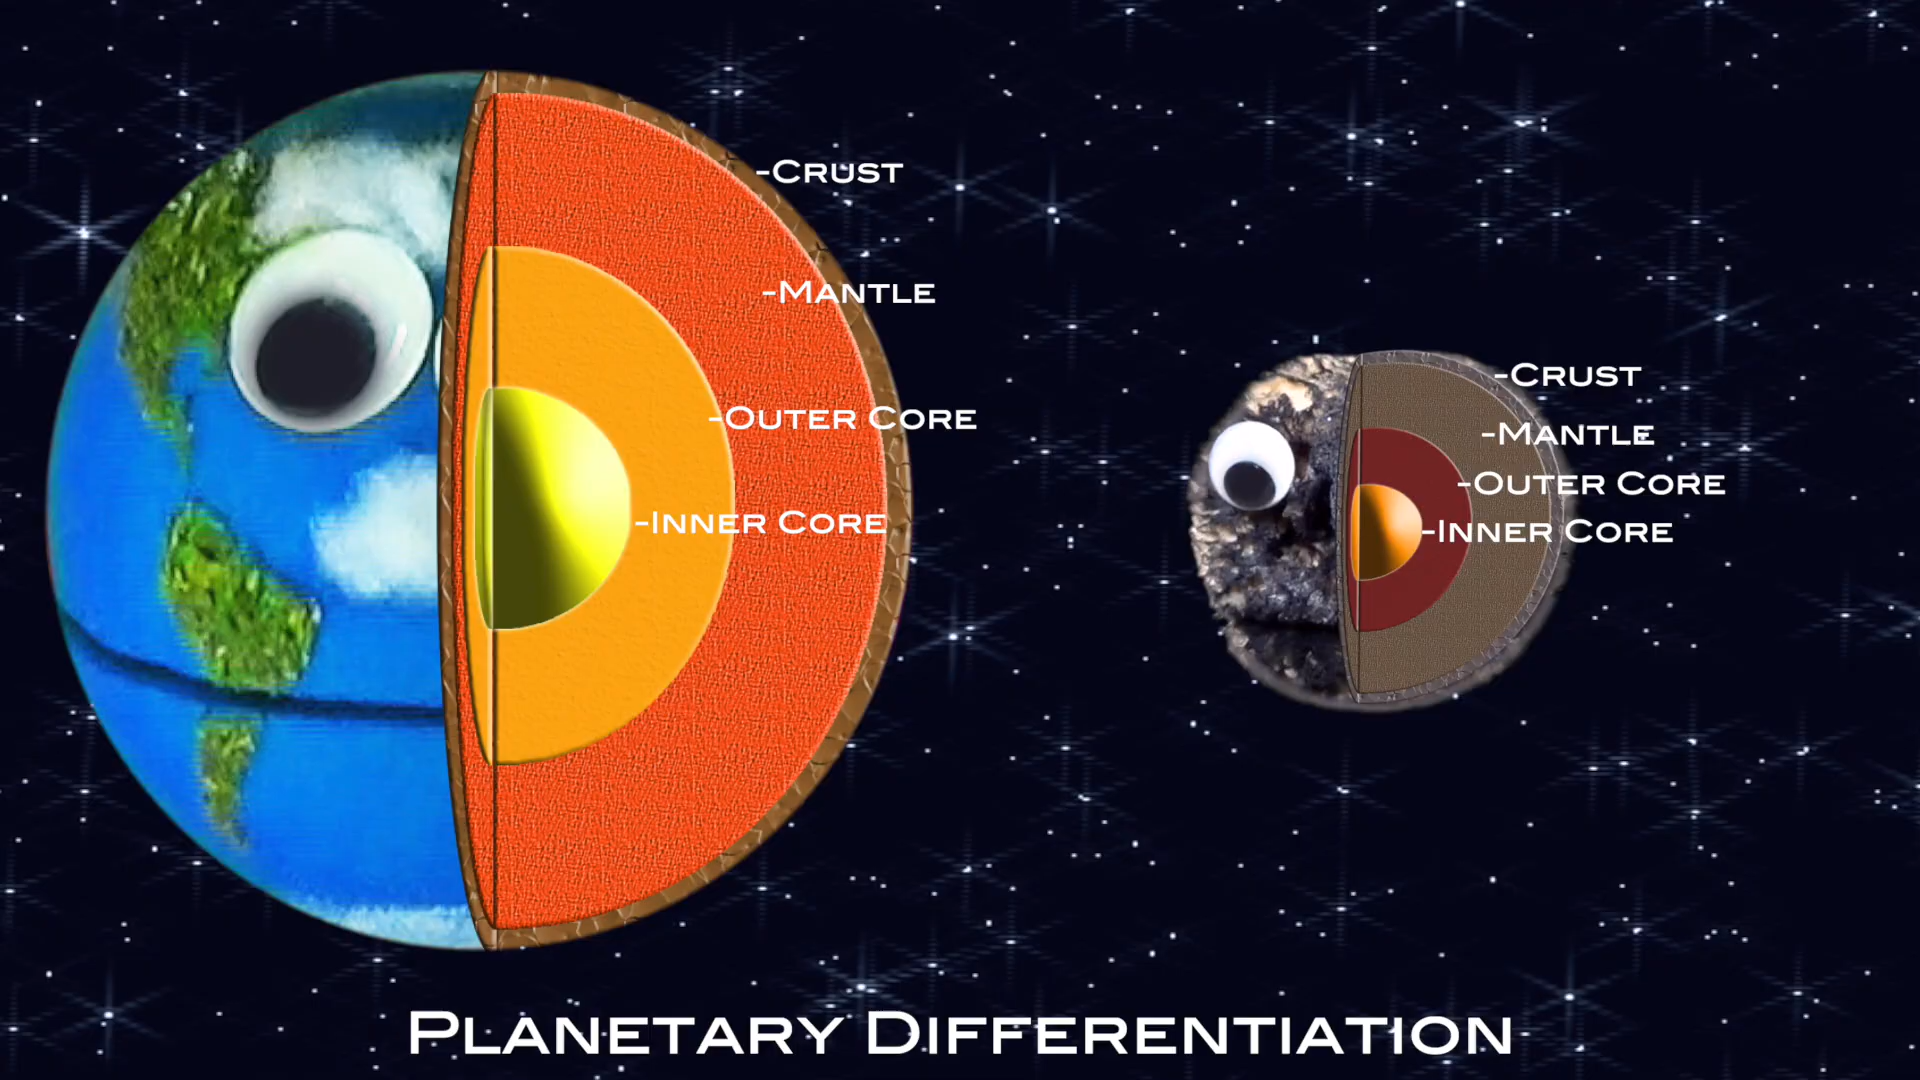 -Crust
-Mantle
-Outer Core
-Inner Core
-Crust
-Mantle
-Outer Core
-Inner Core
Planetary Differentiation